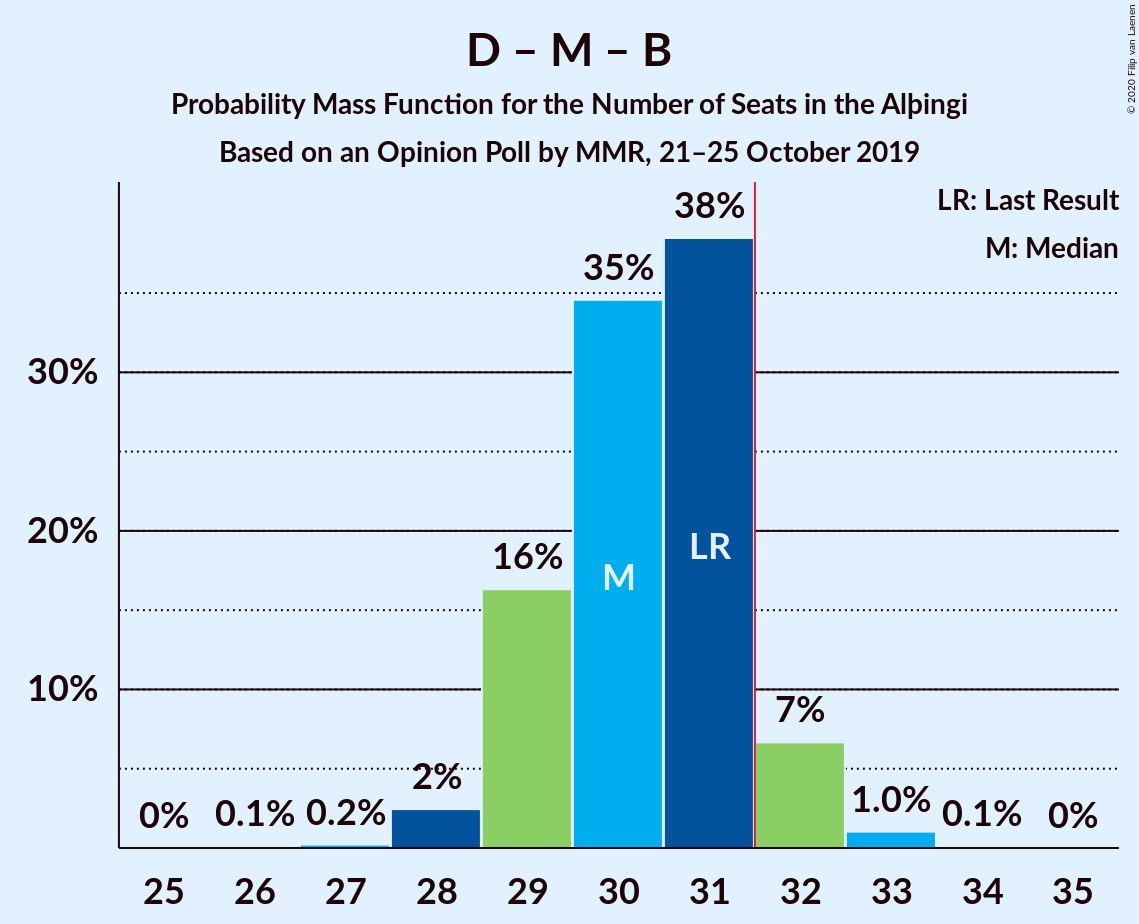 D – M – B
Probability Mass Function for the Number of Seats in the Alþingi
Based on an Opinion Poll by MMR, 21–25 October 2019
© 2020 Filip van Laenen
LR: Last Result
M: Median
38%
35%
30%
16%
LR
M
20%
10%
7%
2%
0%
0.1%
0.2%
1.0%
0.1%
0%
25 26 27 28 29 30 31 32 33 34 35